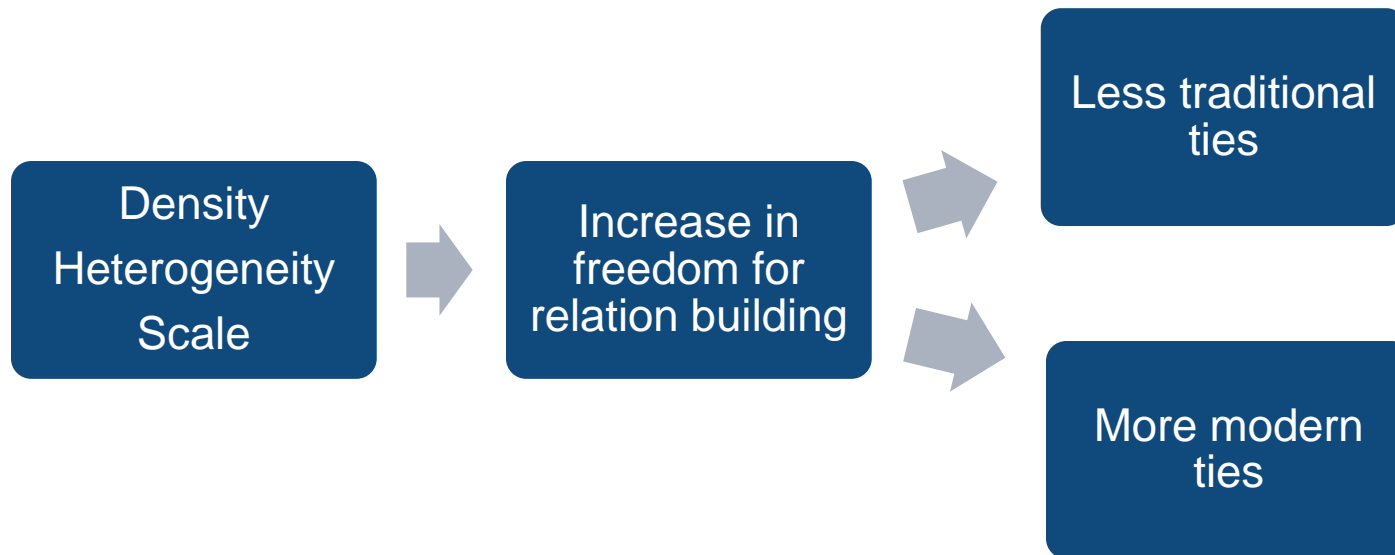 Density
Heterogeneity
Scale
Increase in
freedom for
relation building
Less traditional
ties
More modern
ties